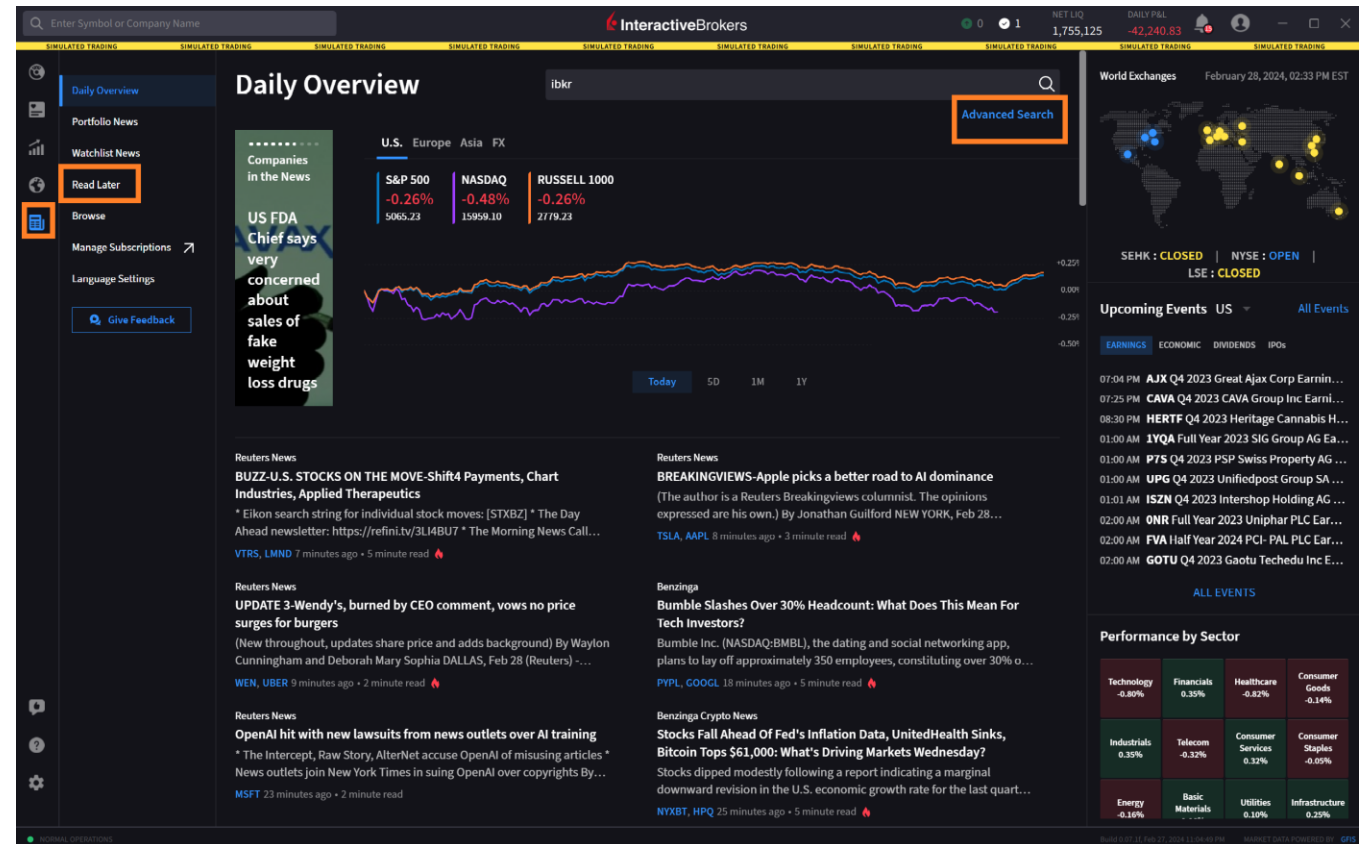 Enter Symbol or Company Name
InteractiveBrokers
0
1
NET LIQ
1,755,125
DAILY P&L
-42,240.83
SIMULATED TRADING SIMULATED TRADING SIMULATED TRADING SIMULATED TRADING SIMULATED TRADING SIMULATED TRADING SIMULATED TRADING SIMULATED TRADING SIMULATED TRADING SIMULATED TRADING
Daily Overview
Portfolio News
Watchlist News
Read Later
Browse
Manage Subscriptions
Language Settings
Give Feedback
Daily Overview
ibkr
Advanced Search
Companies
in the News
US FDA
Chief says
very
concerned
about
sales of
fake
weight
loss drugs
U.S. Europe Asia FX
S&P 500
-0.26%
5065.23
NASDAQ
-0.48%
15959.10
RUSSELL 1000
-0.26%
2779.23
Today 5D 1M 1Y
Reuters News
BUZZ-U.S. STOCKS ON THE MOVE-Shift4 Payments, Chart
Industries, Applied Therapeutics
* Eikon search string for individual stock moves: [STXBZ] * The Day
Ahead newsletter: https://refini.tv/3LI4BU7 * The Morning News Call…
VTRS, LMND 7 minutes ago • 5 minute read
Reuters News
BREAKINGVIEWS-Apple picks a better road to AI dominance
(The author is a Reuters Breakingviews columnist. The opinions
expressed are his own.) By Jonathan Guilford NEW YORK, Feb 28…
TSLA, AAPL 8 minutes ago • 3 minute read
Reuters News
UPDATE 3-Wendy's, burned by CEO comment, vows no price
surges for burgers
(New throughout, updates share price and adds background) By Waylon
Cunningham and Deborah Mary Sophia DALLAS, Feb 28 (Reuters) -…
WEN, UBER 9 minutes ago • 2 minute read
Benzinga
Bumble Slashes Over 30% Headcount: What Does This Mean For
Tech Investors?
Bumble Inc. (NASDAQ:BMBL), the dating and social networking app,
plans to lay off approximately 350 employees, constituting over 30% o…
PYPL, GOOGL 18 minutes ago • 5 minute read
Reuters News
OpenAI hit with new lawsuits from news outlets over AI training
* The Intercept, Raw Story, AlterNet accuse OpenAI of misusing articles *
News outlets join New York Times in suing OpenAI over copyrights By…
MSFT 23 minutes ago • 2 minute read
Benzinga Crypto News
Stocks Fall Ahead Of Fed's Inflation Data, UnitedHealth Sinks,
Bitcoin Tops $61,000: What's Driving Markets Wednesday?
Stocks dipped modestly following a report indicating a marginal
downward revision in the U.S. economic growth rate for the last quart…
NYXBT, HPQ 25 minutes ago • 5 minute read
World Exchanges February 28, 2024, 02:33 PM EST
SEHK : CLOSED | NYSE : OPEN |
LSE : CLOSED
Upcoming Events US All Events
EARNINGS ECONOMIC DIVIDENDS IPOs
07:04 PM AJX Q4 2023 Great Ajax Corp Earnin…
07:25 PM CAVA Q4 2023 CAVA Group Inc Earni…
08:30 PM HERTF Q4 2023 Heritage Cannabis H…
01:00 AM 1YQA Full Year 2023 SIG Group AG Ea…
01:00 AM P7S Q4 2023 PSP Swiss Property AG …
01:00 AM UPG Q4 2023 Unifiedpost Group SA …
01:01 AM ISZN Q4 2023 Intershop Holding AG …
02:00 AM 0NR Full Year 2023 Uniphar PLC Ear…
02:00 AM FVA Half Year 2024 PCI- PAL PLC Ear…
02:00 AM GOTU Q4 2023 Gaotu Techedu Inc E…
ALL EVENTS
Performance by Sector
Technology
-0.80%
Financials
0.35%
Healthcare
-0.82%
Consumer
Goods
-0.14%
Industrials
0.35%
Telecom
-0.32%
Consumer
Services
0.32%
Consumer
Staples
-0.05%
Energy
-0.16%
Basic
Materials
Utilities
0.10%
Infrastructure
0.25%
NORMAL OPERATIONS
MARKET DATA POWERED BY GFIS